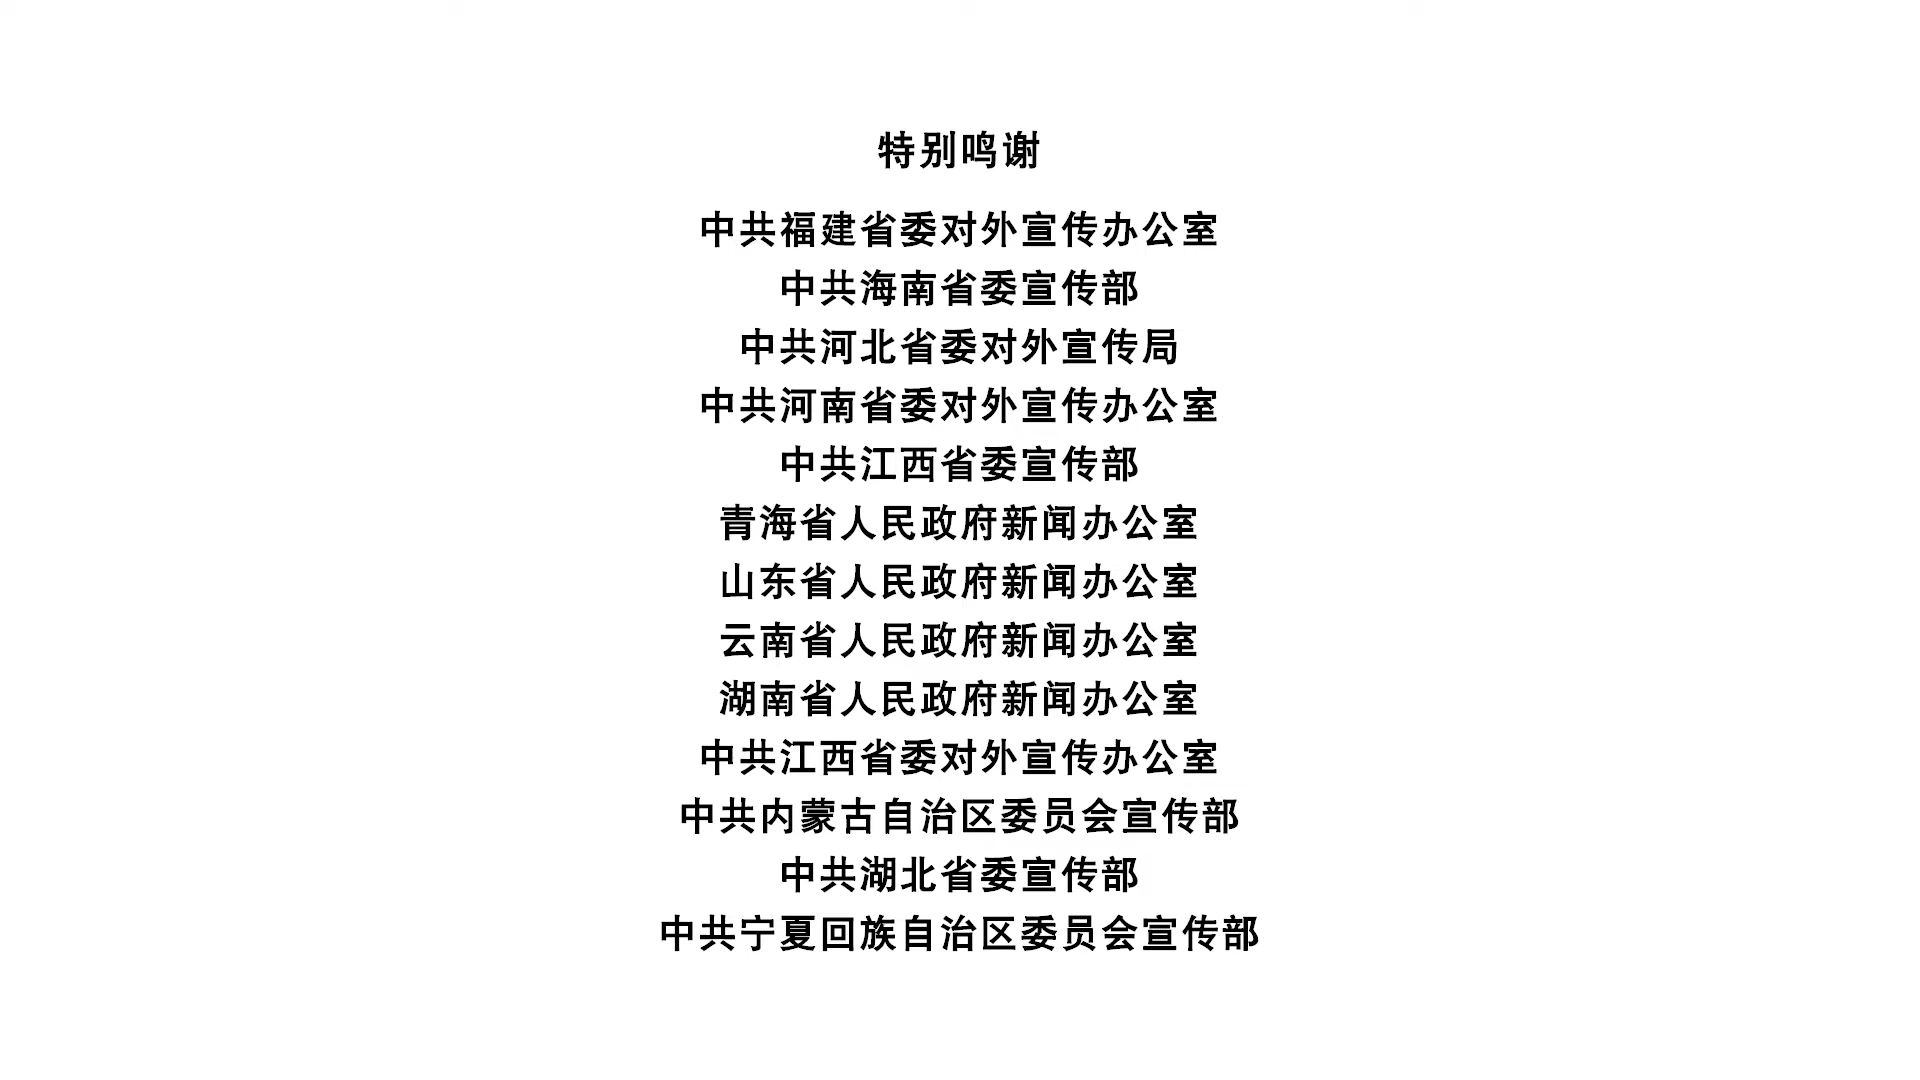 特别鸣谢
中共福建省委对外宣传办公室
中共海南省委宣传部
中共河北省委对外宣传局
中共河南省委对外宣传办公室
中共江西省委宣传部
青海省人民政府新闻办公室
山东省人民政府新闻办公室
云南省人民政府新闻办公室
湖南省人民政府新闻办公室
中共江西省委对外宣传办公室
中共内蒙古自治区委员会宣传部
中共湖北省委宣传部
中共宁夏回族自治区委员会宣传部